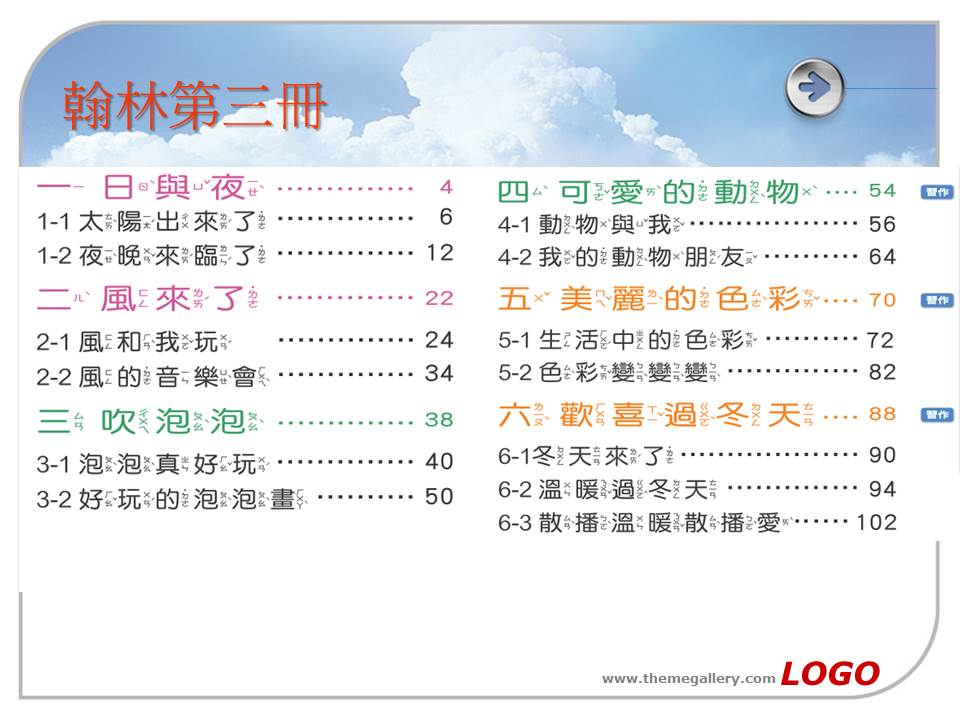 翰林第三冊
一 日與夜 ‧‧‧‧‧‧‧‧‧‧‧‧‧‧ 4
1-1 太陽出來了 ‧‧‧‧‧‧‧‧‧‧‧‧‧‧ 6
1-2 夜晚來臨了 ‧‧‧‧‧‧‧‧‧‧‧‧‧‧ 12
二 風來了 ‧‧‧‧‧‧‧‧‧‧‧‧‧‧ 22
2-1 風和我玩 ‧‧‧‧‧‧‧‧‧‧‧‧‧‧ 24
2-2 風的音樂會 ‧‧‧‧‧‧‧‧‧‧‧‧‧‧ 34
三 吹泡泡 ‧‧‧‧‧‧‧‧‧‧‧‧‧‧ 38
3-1 泡泡真好玩 ‧‧‧‧‧‧‧‧‧‧‧‧‧‧ 40
3-2 好玩的泡泡畫 ‧‧‧‧‧‧‧‧‧‧ 50
四 可愛的動物 ‧‧‧‧ 54 習作
4-1 動物與我 ‧‧‧‧‧‧‧‧‧‧‧‧‧‧‧‧‧ 56
4-2 我的動物朋友 ‧‧‧‧‧‧‧‧‧‧ 64
五 美麗的色彩 ‧‧‧‧ 70 習作
5-1 生活中的色彩 ‧‧‧‧‧‧‧‧‧‧ 72
5-2 色彩變變變 ‧‧‧‧‧‧‧‧‧‧‧‧‧‧ 82
六 歡喜過冬天 ‧‧‧‧ 88 習作
6-1冬天來了 ‧‧‧‧‧‧‧‧‧‧‧‧‧‧‧‧‧‧ 90
6-2 溫暖過冬天 ‧‧‧‧‧‧‧‧‧‧‧‧‧‧ 94
6-3 散播溫暖散播愛 ‧‧‧‧‧‧ 102
www.themegallery.com LOGO